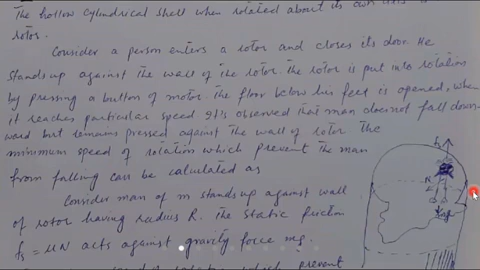 The hollow cylindrical shell when rotated about its own axis is
rotor.
Consider a person enters a rotor and closes its door. He
stands up against the wall of the rotor. the rotor is put into rotation
by pressing a button of motor. the floor below his feet is opened, when
it reaches particular speed It's observed that man doesnot fall down
ward but remains pressed against the wall of rotor The
minimum speed of rotation which prevent the man
from falling can be calculated as
Consider man of m stands up against wall
of rotor having radius R. The static friction
fs = μN acts against gravity force mg.
which prevent